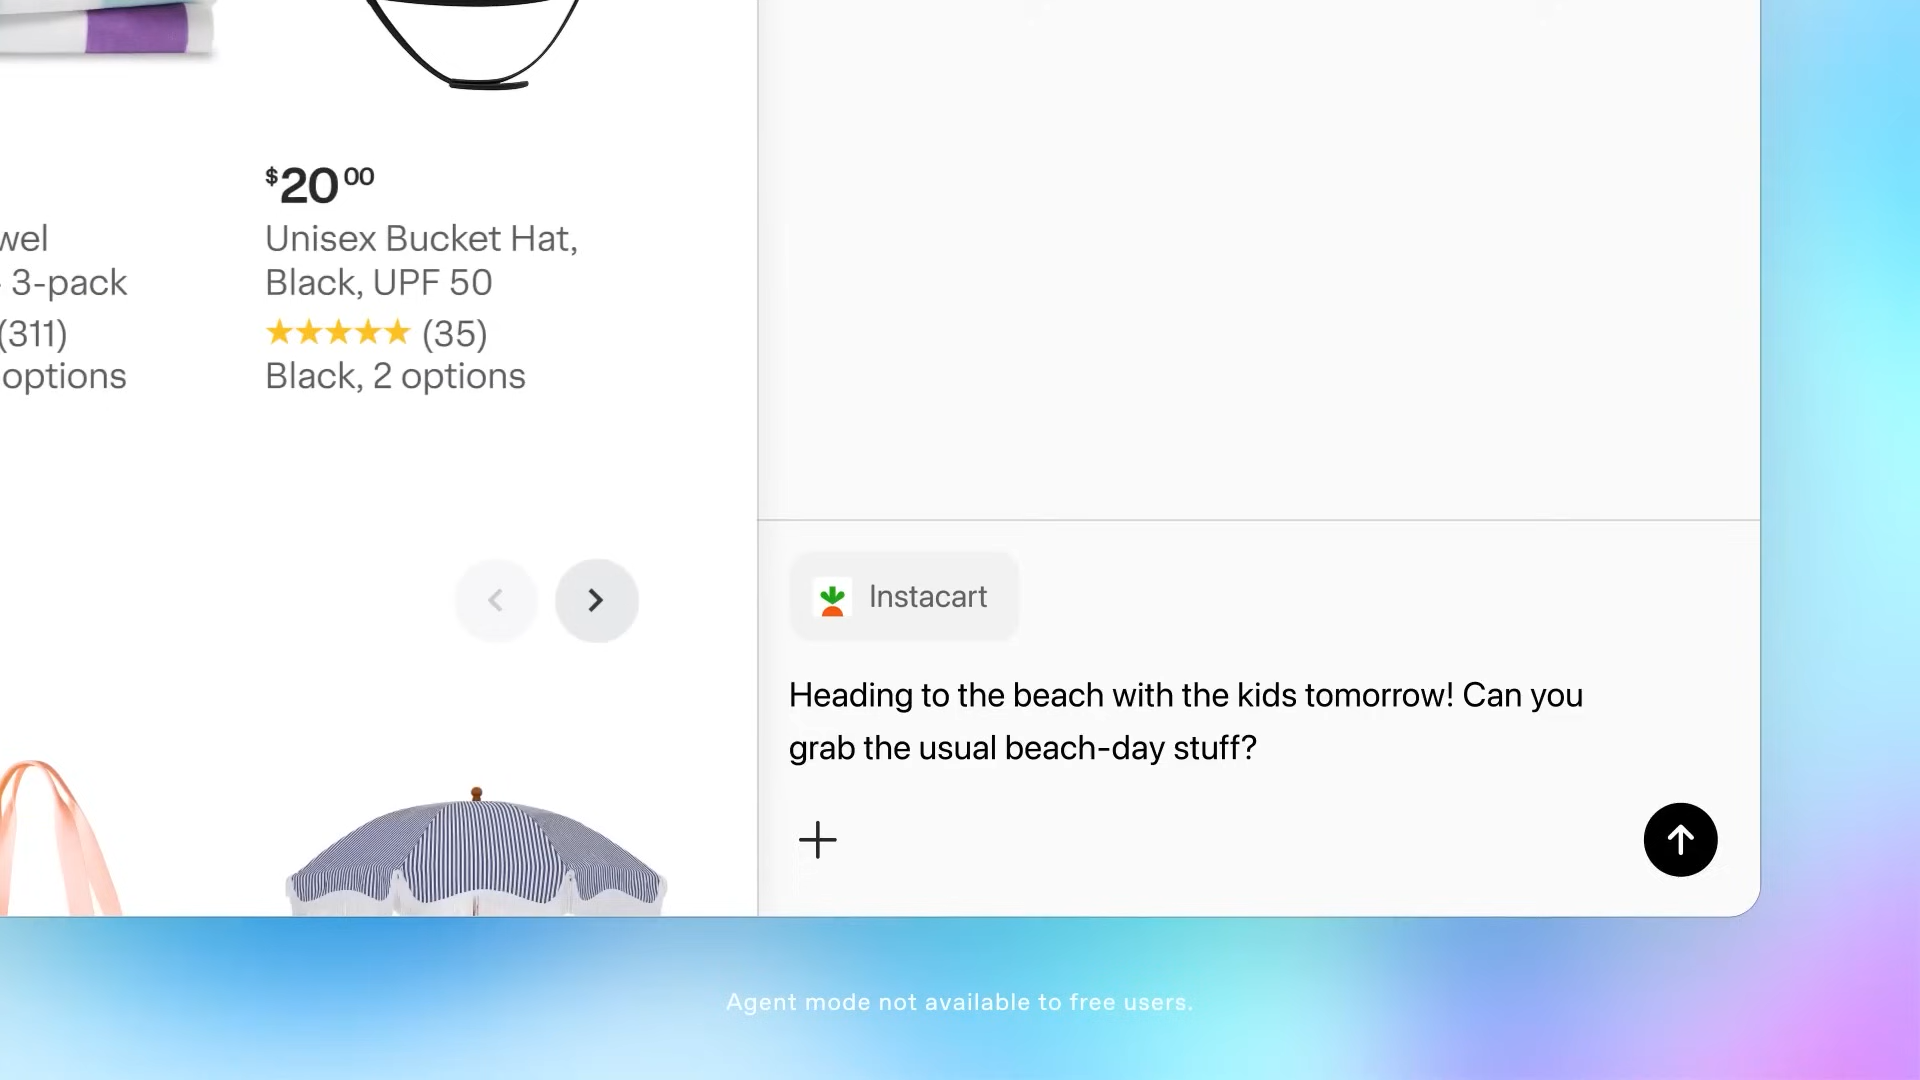 $20 00
wel
Unisex Bucket Hat,
3-pack
Black, UPF 50
(311)
(35)
options
Black, 2 options
Instacart
Heading to the beach with the kids tomorrow! Can you
grab the usual beach-day stuff?
Agent mode not available to free users.